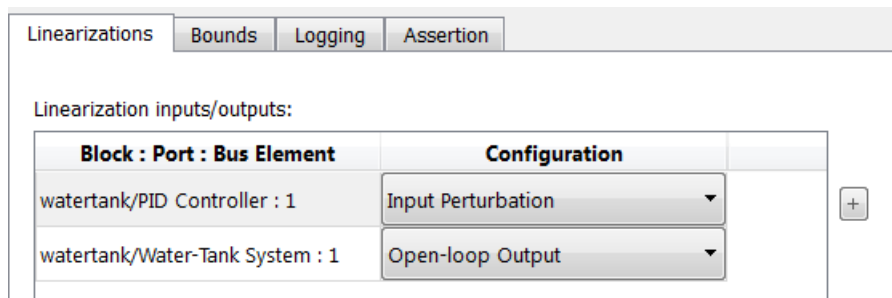 Linearizations Bounds Logging Assertion
Linearization inputs/outputs:
Block : Port : Bus Element Configuration
watertank/PID Controller : 1 Input Perturbation +
watertank/Water-Tank System : 1 Open-loop Output